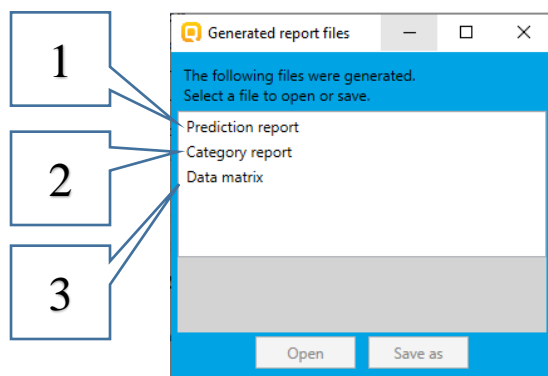 Generated report files
1
The following files were generated.
Select a file to open or save.
Prediction report
2
Category report
Data matrix
3
Open
Save as